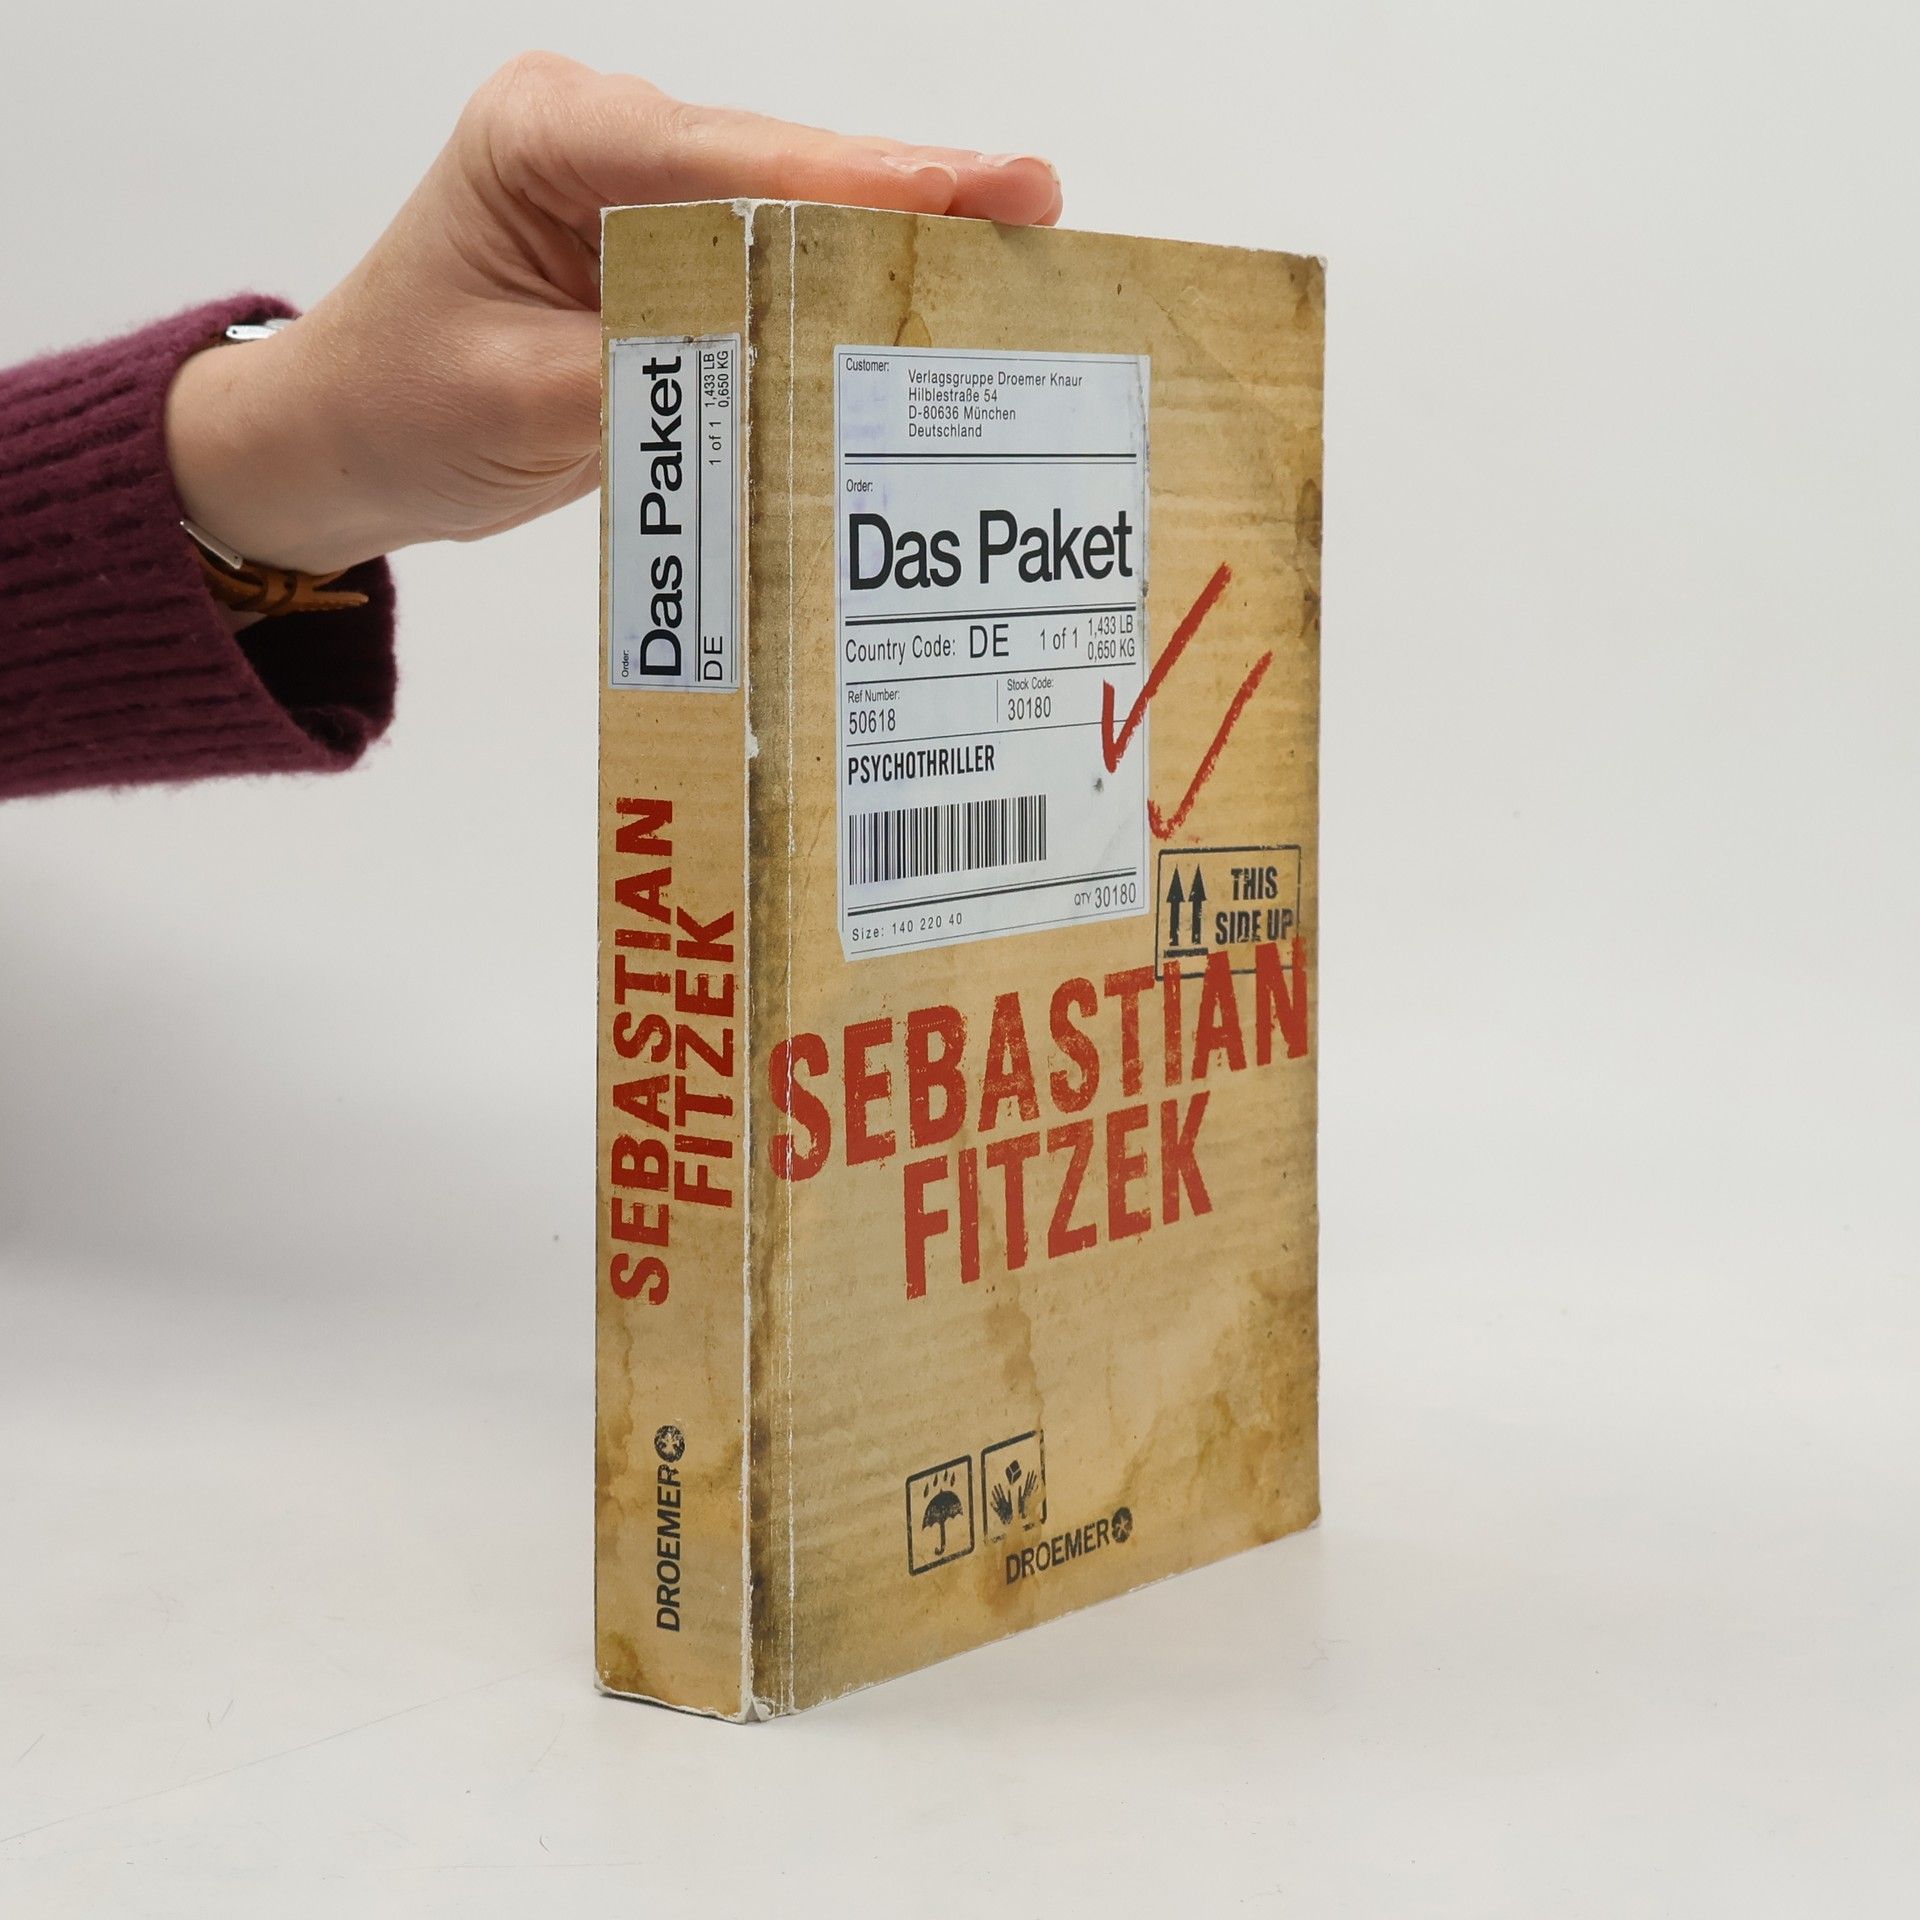 Order:
Das Paket
DE
1 of 1
1,433 LB
0,650 KG
SEBASTIAN
FITZEK
DROEMER
Customer:
Verlagsgruppe Droemer Knaur
Hilblestraße 54
D-80636 München
Deutschland
Order:
Das Paket
Country Code: DE 1 of 1 1,433 LB
0,650 KG
Ref Number:
50618
Stock Code:
30180
PSYCHOTHRILLER
QTY 30180
Size: 140 220 40
THIS
SIDE UP
SEBASTIAN
FITZEK
DROEMER